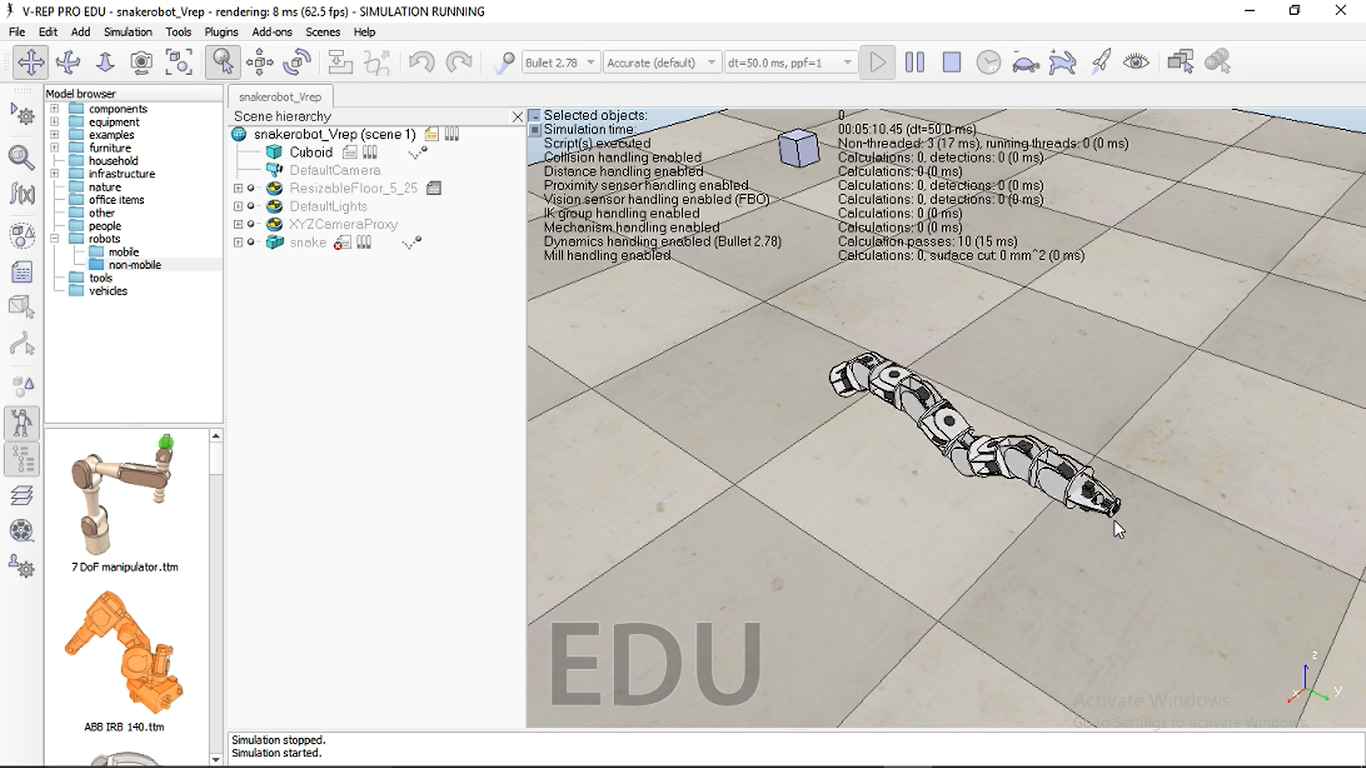 V-REP PRO EDU - snakerobot_Vrep - rendering: 8 ms (62.5 fps) - SIMULATION RUNNING
File Edit Add Simulation Tools Plugins Add-ons Scenes Help
Bullet 2.78 Accurate (default) dt=50.0 ms, ppf=1
Model browser
components
equipment
examples
furniture
household
infrastructure
nature
office items
other
people
robots
mobile
non-mobile
tools
vehicles
7 DoF manipulator.ttm
ABB IRB 140.ttm
snakerobot_Vrep
Scene hierarchy
snakerobot_Vrep (scene 1)
Cuboid
DefaultCamera
ResizableFloor_5_25
DefaultLights
XYZCameraProxy
snake
Selected objects: 0
Simulation time: 00:05:10.45 (dt=50.0 ms)
Script(s) executed Non-threaded: 3 (17 ms), running threads: 0 (0 ms)
Collision handling enabled Calculations: 0, detections: 0 (0 ms)
Distance handling enabled Calculations: 0 (0 ms)
Proximity sensor handling enabled Calculations: 0, detections: 0 (0 ms)
Vision sensor handling enabled (FBO) Calculations: 0, detections: 0 (0 ms)
IK group handling enabled Calculations: 0 (0 ms)
Mechanism handling enabled Calculations: 0 (0 ms)
Dynamics handling enabled (Bullet 2.78) Calculation passes: 10 (15 ms)
Mill handling enabled Calculations: 0, surface cut 0 mm^2 (0 ms)
EDU
z
x y
Activate Windows
Go to Settings to activate Windows.
Simulation stopped.
Simulation started.